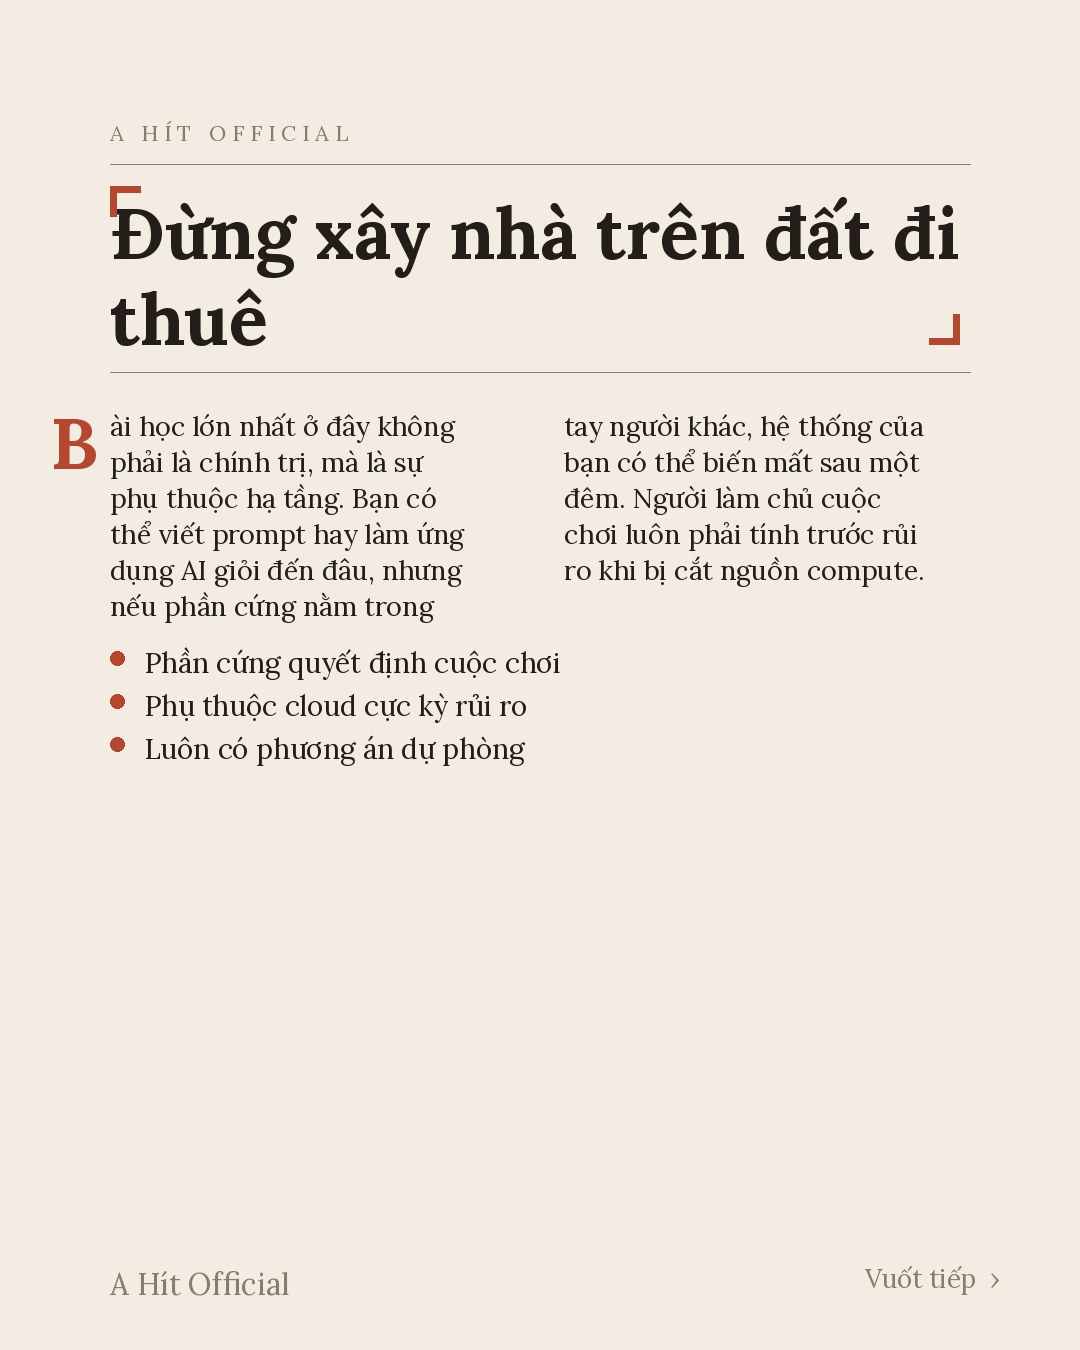 A HÍT OFFICIAL
Đừng xây nhà trên đất đi
thuê
Bài học lớn nhất ở đây không
phải là chính trị, mà là sự
phụ thuộc hạ tầng. Bạn có
thể viết prompt hay làm ứng
dụng AI giỏi đến đâu, nhưng
nếu phần cứng nằm trong
tay người khác, hệ thống của
bạn có thể biến mất sau một
đêm. Người làm chủ cuộc
chơi luôn phải tính trước rủi
ro khi bị cắt nguồn compute.
Phần cứng quyết định cuộc chơi
Phụ thuộc cloud cực kỳ rủi ro
Luôn có phương án dự phòng
A Hít Official
Vuốt tiếp ›